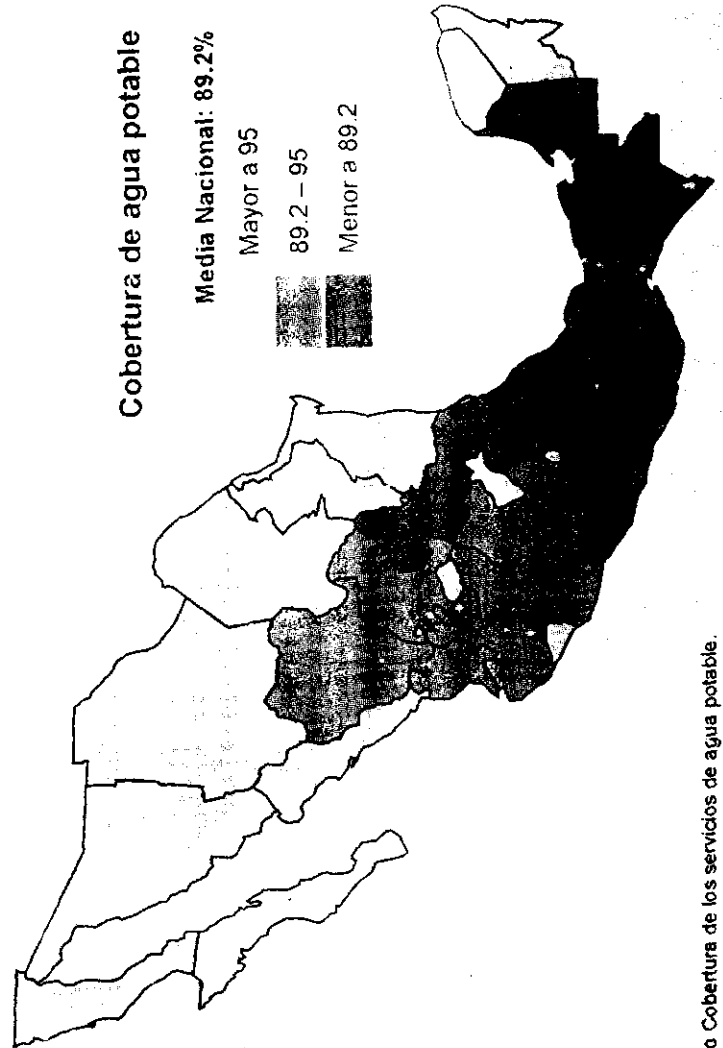 Cobertura de agua potable
Media Nacional: 89.2%
Mayor a 95
89.2 – 95
Menor a 89.2
o Cobertura de los servicios de agua potable.